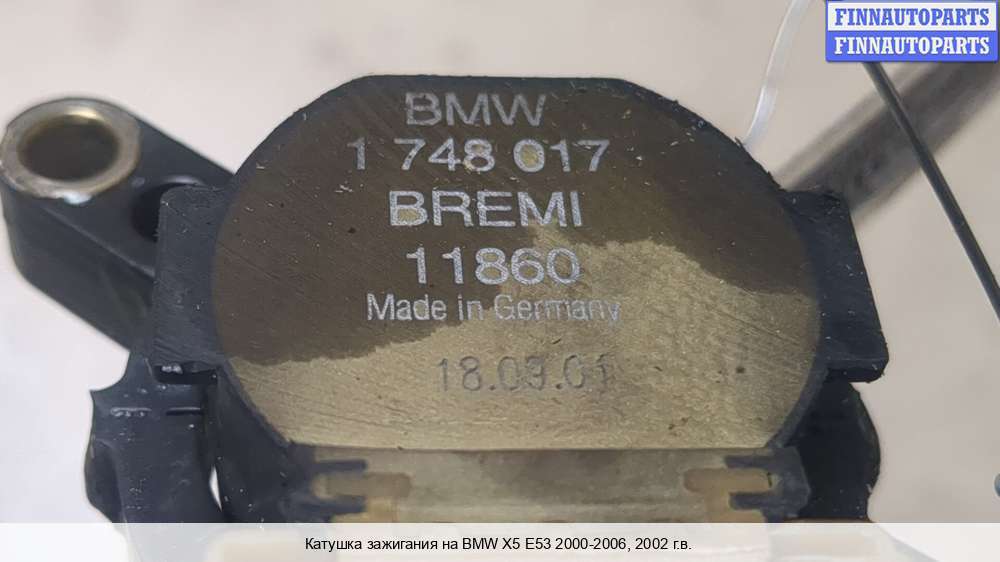 FINNAUTOPARTS
FINNAUTOPARTS
BMW
1 748 017
BREMI
11860
Made in Germany
18.09.01
Катушка зажигания на BMW X5 E53 2000-2006, 2002 г.в.